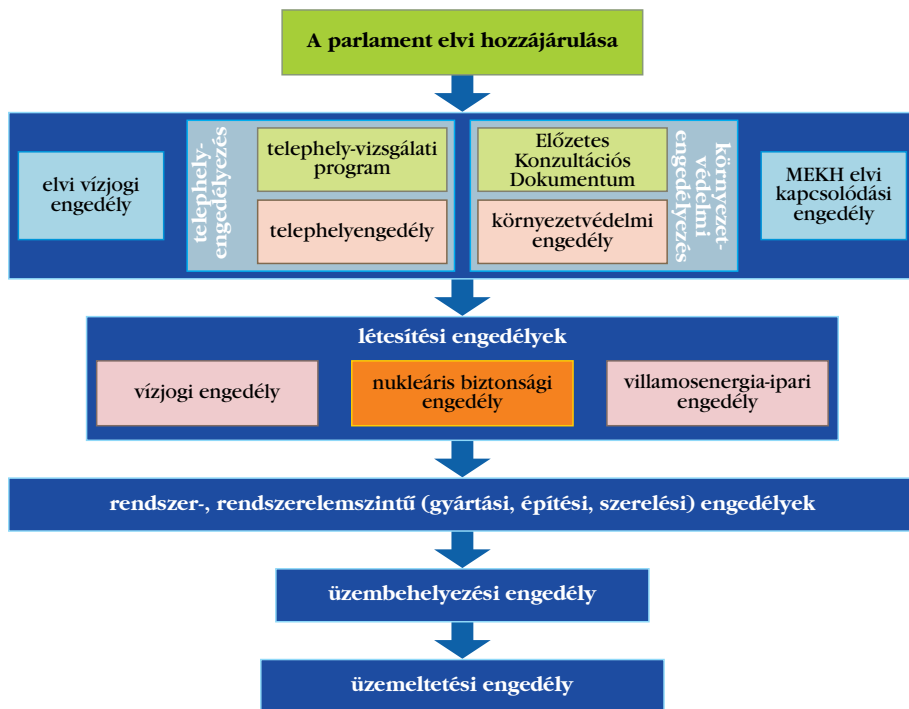 A parlament elvi hozzájárulása
elvi vízjogi
engedély
telephely-
engedélyezés
telephely-vizsgálati
program
telephelyengedély
Előzetes
Konzultációs
Dokumentum
környezetvédelmi
engedély
környezet-
védelmi
engedélyezés
MEKH elvi
kapcsolódási
engedély
létesítési engedélyek
vízjogi engedély
nukleáris biztonsági
engedély
villamosenergia-ipari
engedély
rendszer-, rendszerelemszintű (gyártási, építési, szerelési) engedélyek
üzembehelyezési engedély
üzemeltetési engedély